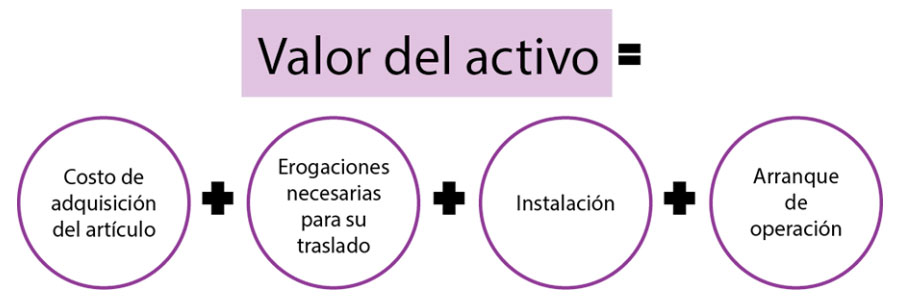 Valor del activo =
Costo de
adquisición
del artículo
+
Erogaciones
necesarias
para su
traslado
+
Instalación
+
Arranque
de
operación